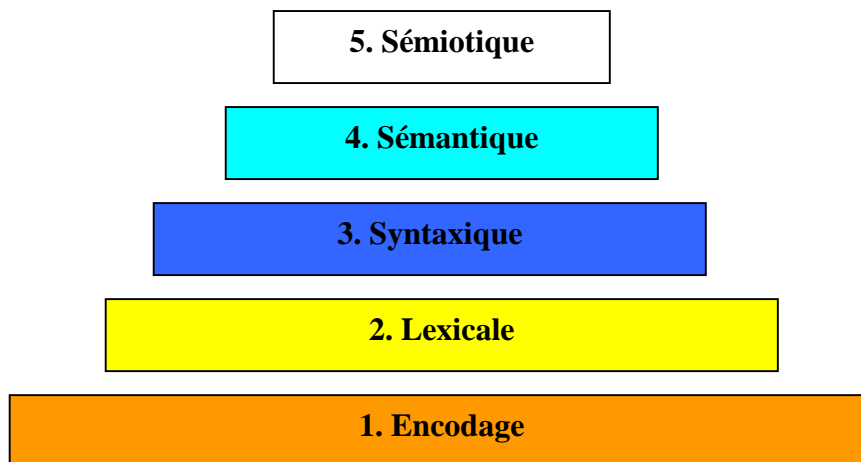 5. Sémiotique
4. Sémantique
3. Syntaxique
2. Lexicale
1. Encodage